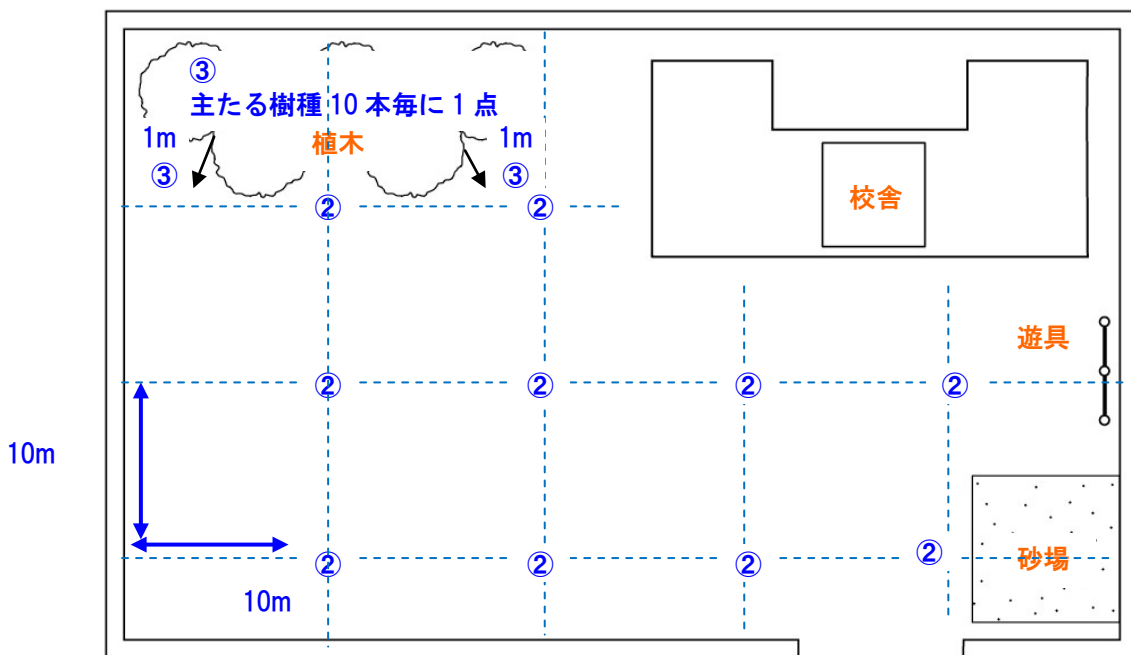 ③
主たる樹種 10 本毎に 1 点
1m 植木 1m
③ ③
校舎
② ②
遊具
② ② ② ②
10m
砂場
② ② ② ②
10m